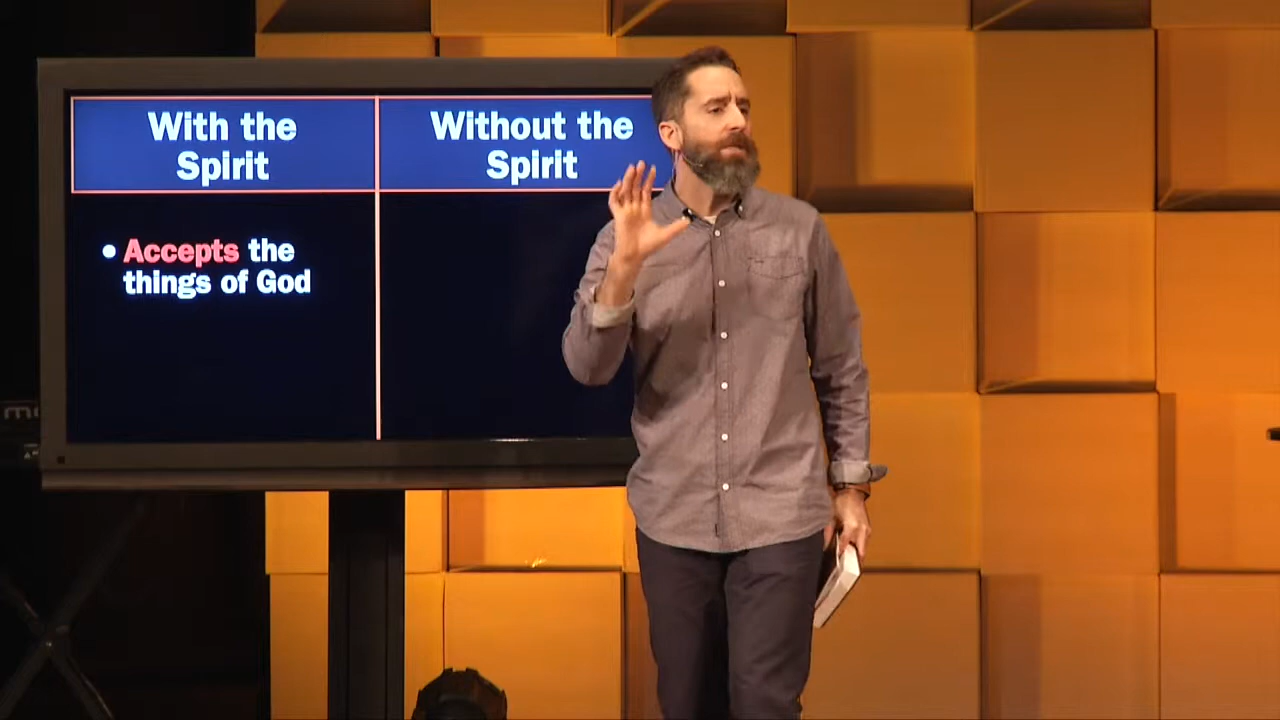 With the
Spirit
Without the
Spirit
• Accepts the
things of God